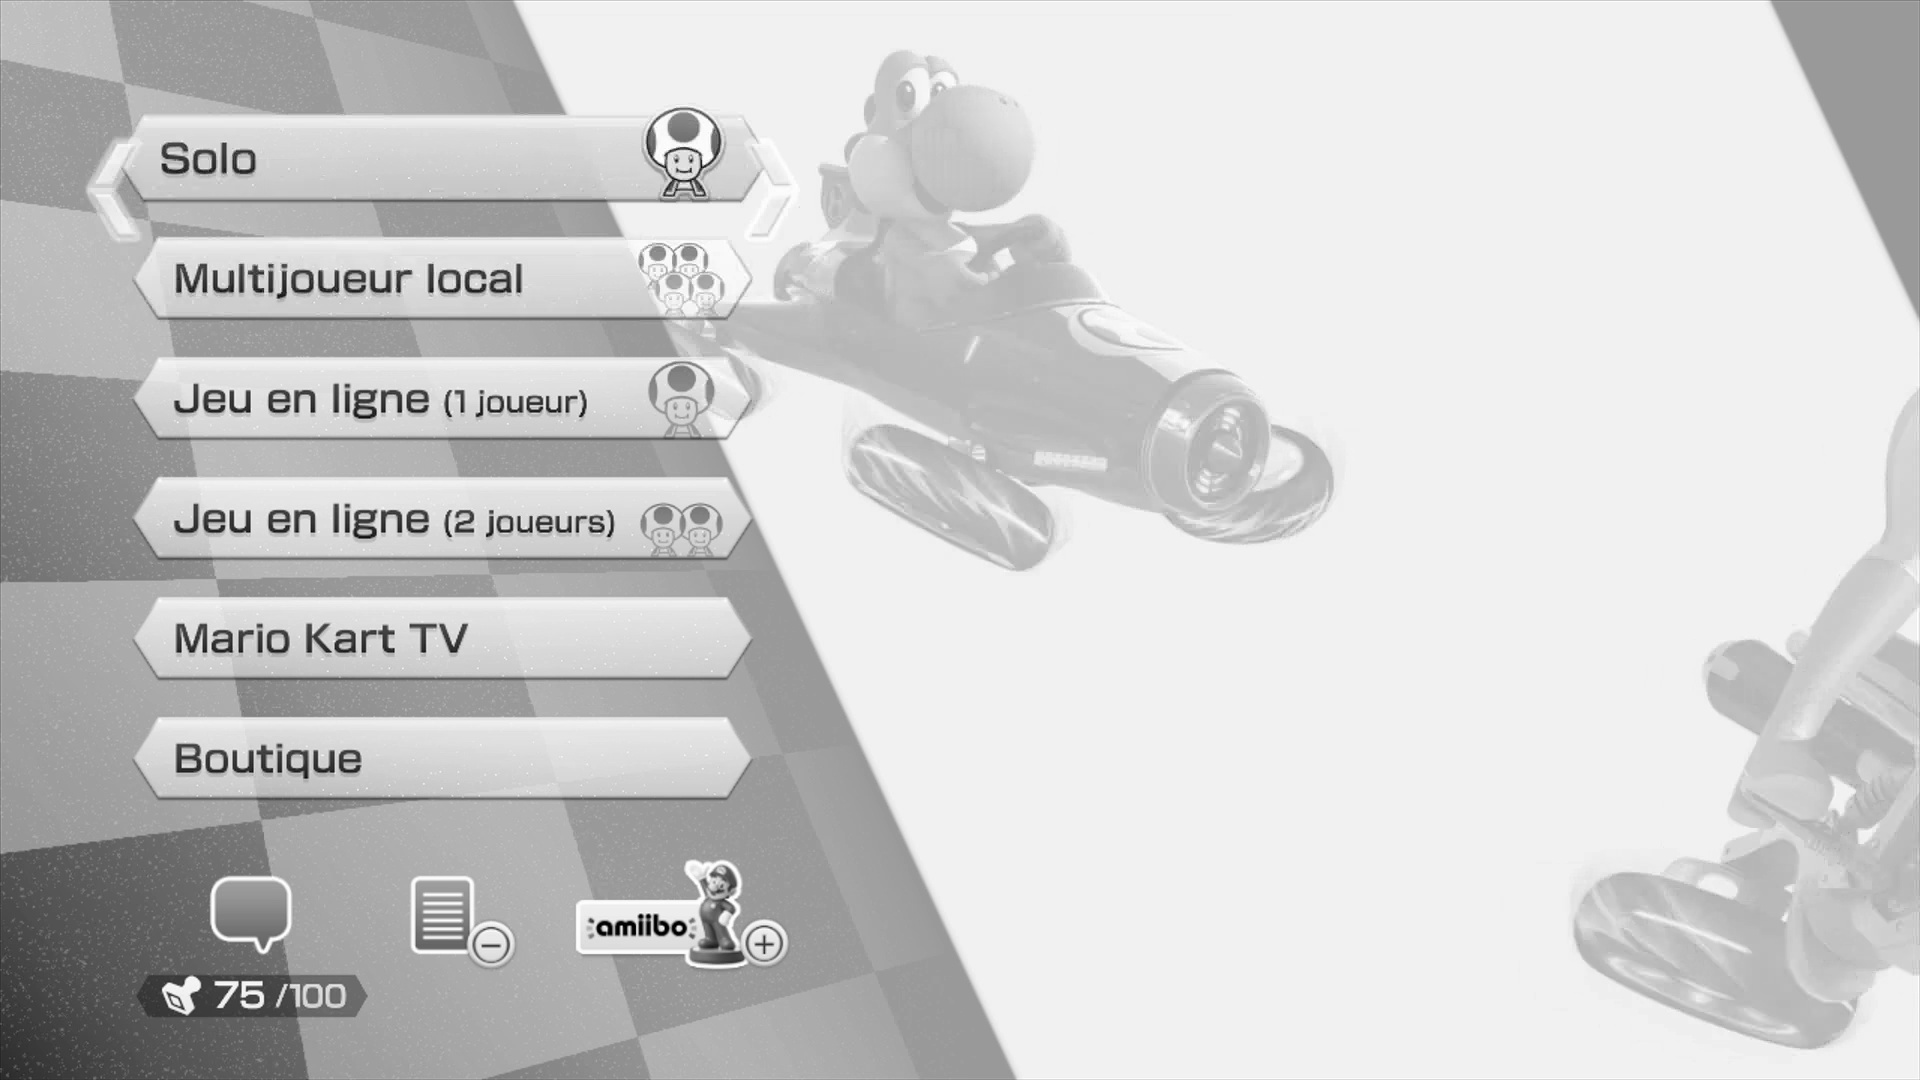 Solo
Multijoueur local
Jeu en ligne (1 joueur)
Jeu en ligne (2 joueurs)
Mario Kart TV
Boutique
amiibo
75 /100